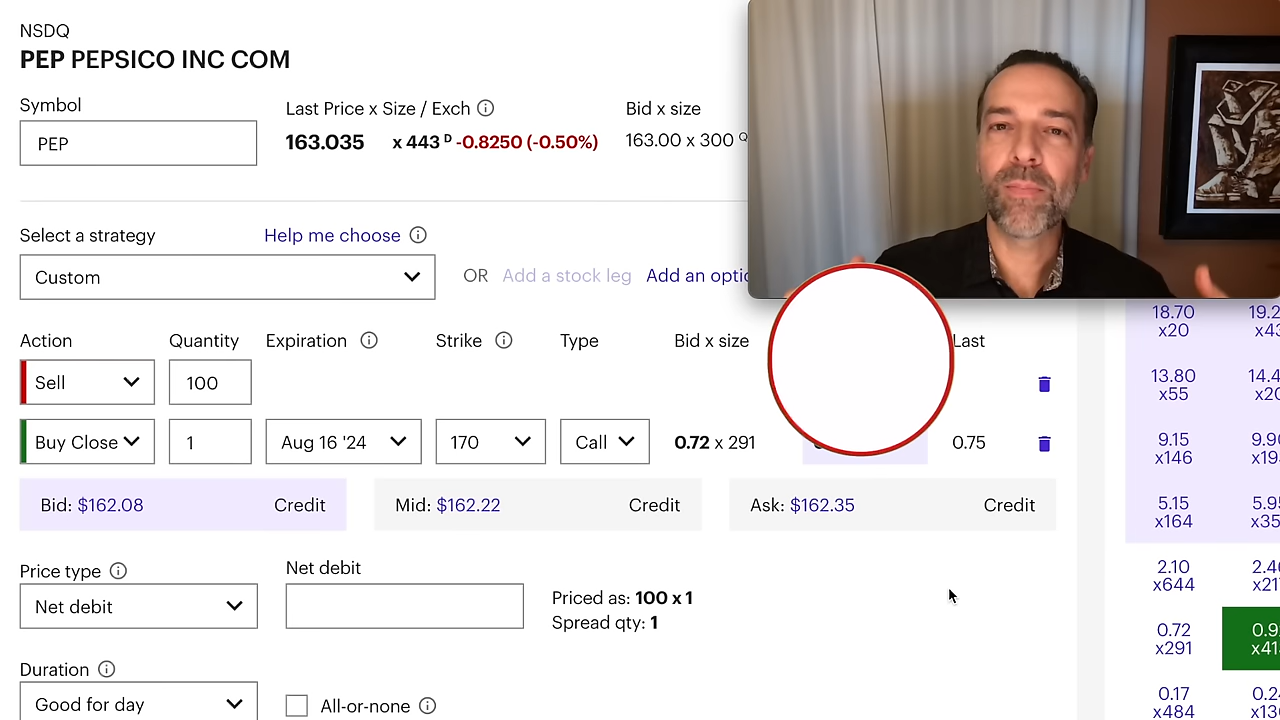 NSDQ
PEP PEPSICO INC COM
Symbol
Last Price x Size / Exch
Bid x size
PEP
163.035 x 443 D -0.8250 (-0.50%)
163.00 x 300 Q
Select a strategy
Help me choose
Custom
OR Add a stock leg Add an optio
Action Quantity Expiration Strike Type Bid x size Last
Sell 100
Buy Close 1 Aug 16 '24 170 Call 0.72 x 291 0.75
Bid: $162.08 Credit Mid: $162.22 Credit Ask: $162.35 Credit
Price type
Net debit
Net debit
Priced as: 100 x 1
Spread qty: 1
Duration
Good for day
All-or-none
18.70
x20
13.80
x55
9.15
x146
5.15
x164
2.10
x644
0.72
x291
0.17
x484